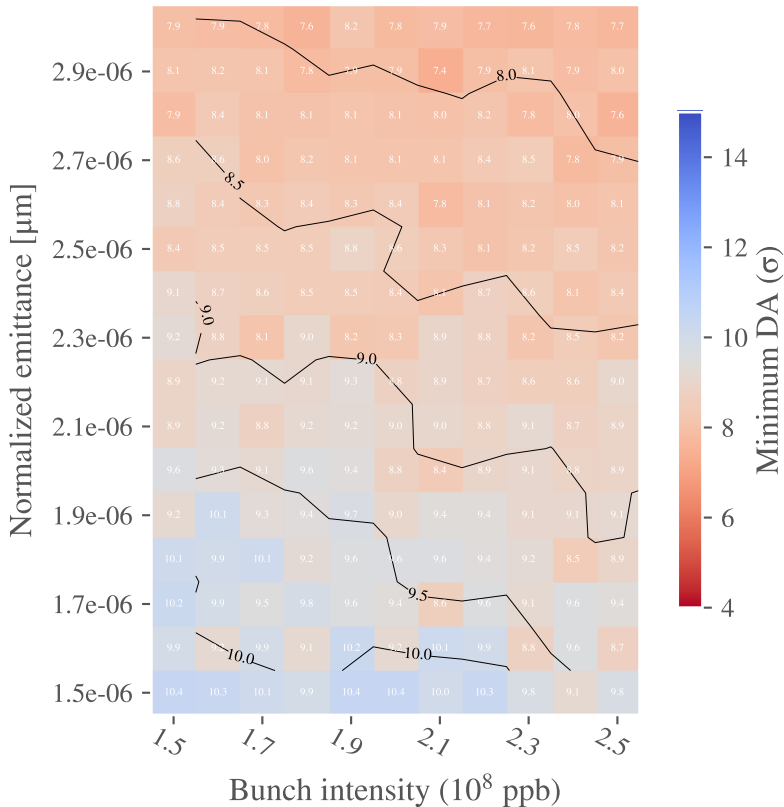 7.9 7.9 7.8 7.6 8.2 7.9 7.8 7.9 7.6 7.8 7.7
2.9e-06 8.1 8.2 8.1 7.8 7.9 7.9 7.4 7.9 8.1 7.9 8.0
8.0
7.9 8.4 8.1 8.1 8.1 8.0 8.0 8.2 7.8 8.0 7.6
2.7e-06 8.6 8.6 8.0 8.2 8.1 8.1 8.1 8.4 8.5 7.8 7.9
8.5
8.8 8.4 8.3 8.4 8.3 8.4 7.8 8.1 8.2 8.0 8.1
2.5e-06 8.4 8.5 8.5 8.5 8.8 8.6 8.3 8.1 8.2 8.5 8.2
9.1 8.7 8.6 8.5 8.5 8.5 8.4 8.7 8.6 8.1 8.4
9.0
2.3e-06 9.2 8.8 8.1 9.0 8.2 8.3 8.9 8.8 8.2 8.5 8.2
9.0
8.9 9.2 9.1 9.1 9.3 8.8 8.9 8.7 8.6 8.6 9.0
2.1e-06 8.9 9.2 8.8 9.2 9.2 9.0 9.0 8.8 9.1 8.7 8.9
9.6 9.3 9.1 9.6 9.4 8.8 8.4 8.9 9.1 8.8 8.9
1.9e-06 9.2 10.1 9.3 9.4 9.7 9.0 9.4 9.4 9.1 9.1 9.1
10.1 9.9 10.1 9.2 9.6 9.6 9.6 9.4 9.2 8.5 8.9
9.5
1.7e-06 10.2 9.9 9.5 9.8 9.6 9.4 8.6 9.6 9.1 9.6 9.4
9.9 9.9 9.1 10.2 9.2 10.1 9.9 8.8 9.6 8.7
10.0 10.0
1.5e-06 10.4 10.3 10.1 9.9 10.4 10.4 10.0 10.3 9.8 9.1 9.8
1.5 1.7 1.9 2.1 2.3 2.5
Bunch intensity (10⁸ ppb)
Normalized emittance [µm]
14
12
10
8
6
4
Minimum DA (σ)